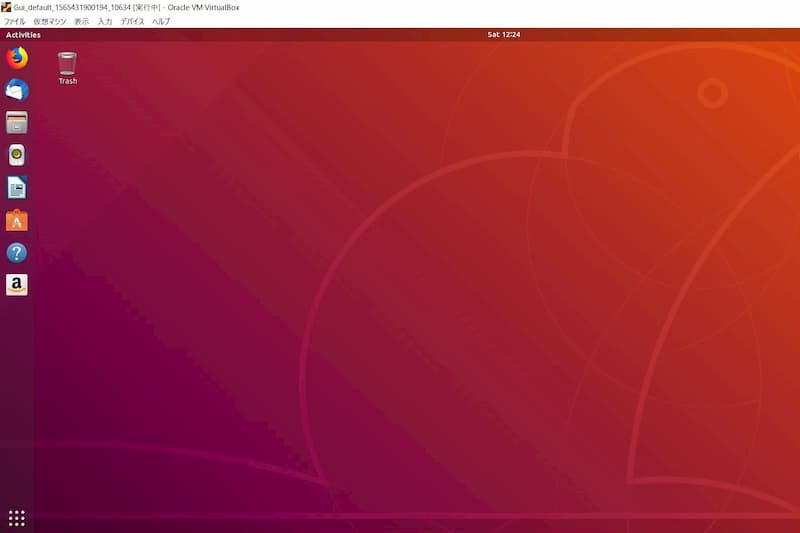 Gui_default_1565431900194_10634 [実行中] - Oracle VM VirtualBox
ファイル 仮想マシン 表示 入力 デバイス ヘルプ
Activities
Sat 12:24
Trash